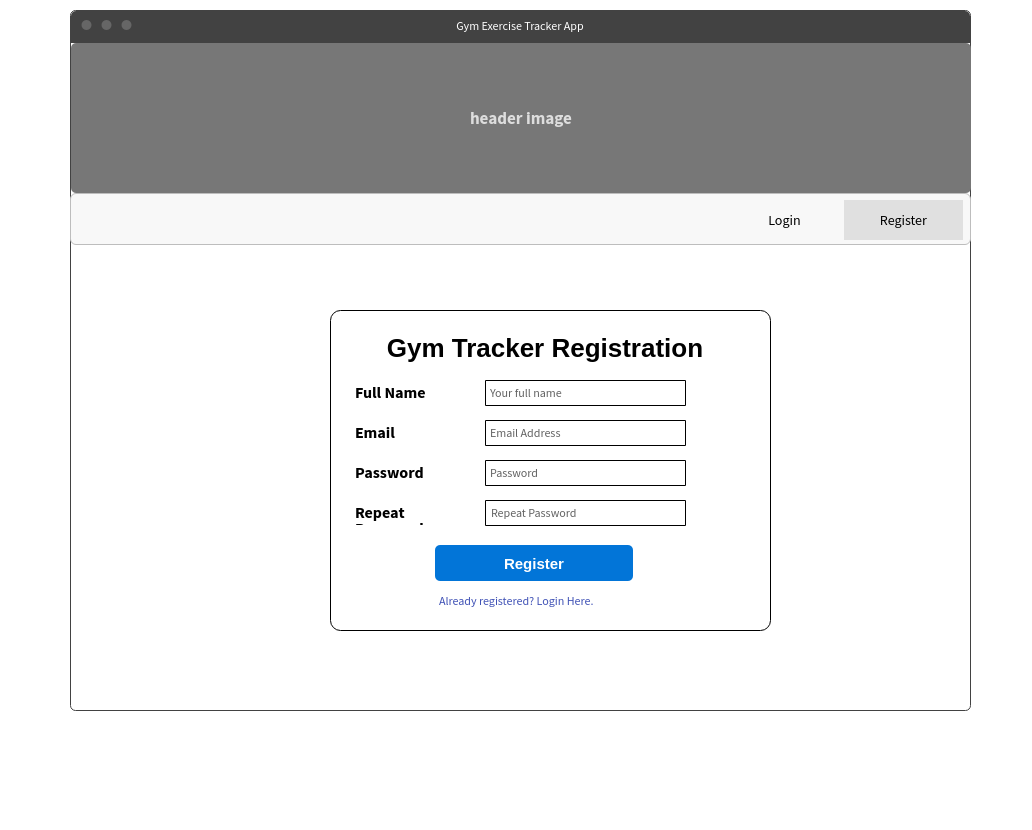 Gym Exercise Tracker App
header image
Login
Register
Gym Tracker Registration
Full Name
Your full name
Email
Email Address
Password
Password
Repeat
Repeat Password
Register
Already registered? Login Here.